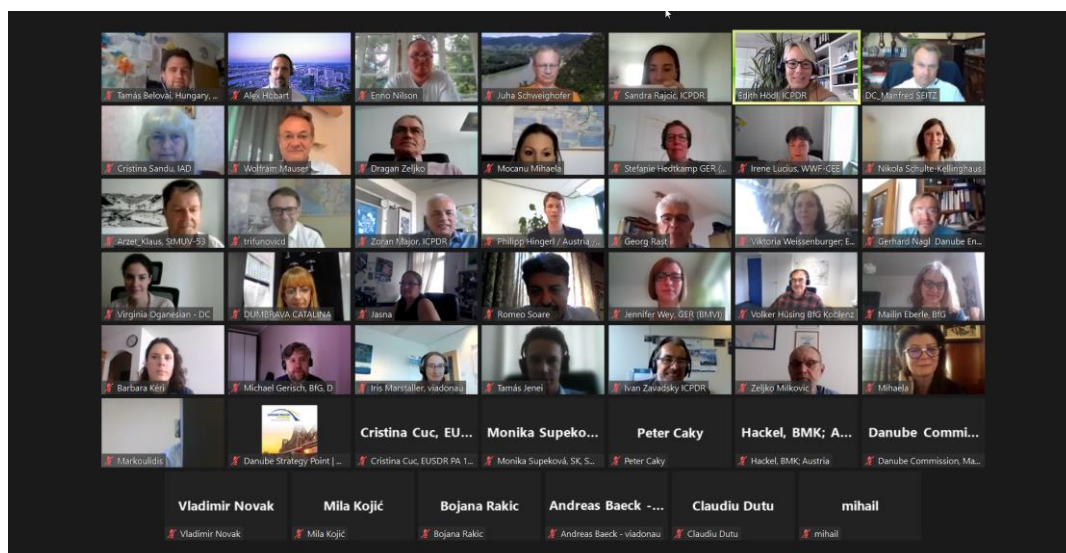 Tamás Belovai, Hungary, ...
Alex Höbart
Enno Nilson
Juha Schweighofer
Sandra Rajcic, ICPDR
Edith Hödl, ICPDR
DC_Manfred SEITZ
Cristina Sandu, IAD
Wolfram Mauser
Dragan Zeljko
Mocanu Mihaela
Stefanie Hedtkamp GER (...
Irene Lucius, WWF-CEE
Nikola Schulte-Kellinghaus
Arzet_Klaus, StMUV-53
trifunovicd
Zoran Major, ICPDR
Philipp Hingerl / Austria /...
Georg Rast
Viktoria Weissenburger; E...
Gerhard Nagl Danube En...
Virginia Oganesian - DC
DUMBRAVA CATALINA
Jasna
Romeo Soare
Jennifer Wey, GER (BMVI)
Volker Hüsing BfG Koblenz
Mailin Eberle, BfG
Barbara Kéri
Michael Gerisch, BfG, D
Iris Marstaller, viadonau
Tamás Jenei
Ivan Zavadsky ICPDR
Zeljko Milkovic
Mihaela
Markoulidis
Danube Strategy Point | ...
Cristina Cuc, EU...
Cristina Cuc, EUSDR PA 1...
Monika Supeko...
Monika Supeková, SK, S...
Peter Caky
Peter Caky
Hackel, BMK; A...
Hackel, BMK; Austria
Danube Commi...
Danube Commission, Ma...
Vladimir Novak
Vladimir Novak
Mila Kojić
Mila Kojić
Bojana Rakic
Bojana Rakic
Andreas Baeck -...
Andreas Baeck - viadonau
Claudiu Dutu
Claudiu Dutu
mihail
mihail